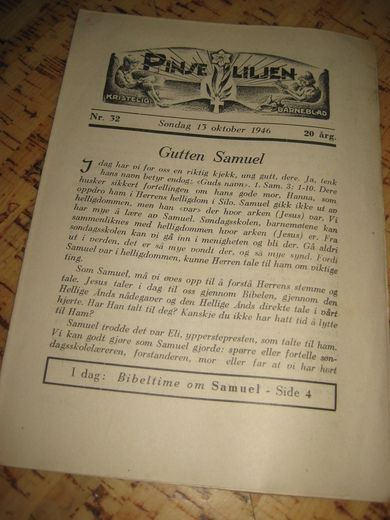 PINSELILJEN
KRISTELIG BARNEBLAD
Nr. 32 Søndag 13 oktober 1946 20 årg.
Gutten Samuel
I dag har vi for oss en riktig kjekk, ung gutt, dere. Ja, tenk
hans navn betyr endog: «Guds navn». 1. Sam. 3: 1-10. Dere
husker sikkert fortellingen om hans gode mor, Hanna, som
oppdro ham i Herrens helligdom i Silo. Samuel gikk ikke ut av
helligdommen, men han «var» der hvor arken (Jesus) var. Vi
har mye å lære av Samuel. Søndagsskolen, barnemøtene kan
sammenliknes med helligdommen hvor arken (Jesus) er. Fra
søndagsskolen kan vi gå inn i menigheten og bli der. Gå aldri
ut i verden, det er så mye vondt der, og så mye synd. Fordi
Samuel var i helligdommen, kunne Herren tale til ham om viktige
ting.
Som Samuel, må vi øves opp til å forstå Herrens stemme og
tale. Jesus taler i dag til oss gjennom Bibelen, gjennom den
Hellige Ånds nådegaver og den Hellige Ånds direkte tale i vårt
hjerte. Har Han talt til deg? Kanskje du ikke har hatt tid å lytte
til Ham?
Samuel trodde det var Eli, ypperstepresten, som talte til ham.
Vi kan godt gjøre som Samuel gjorde: spørre eller fortelle søn-
dagsskolelæreren, forstanderen, mor eller far at vi har hørt
I dag: Bibeltime om Samuel - Side 4